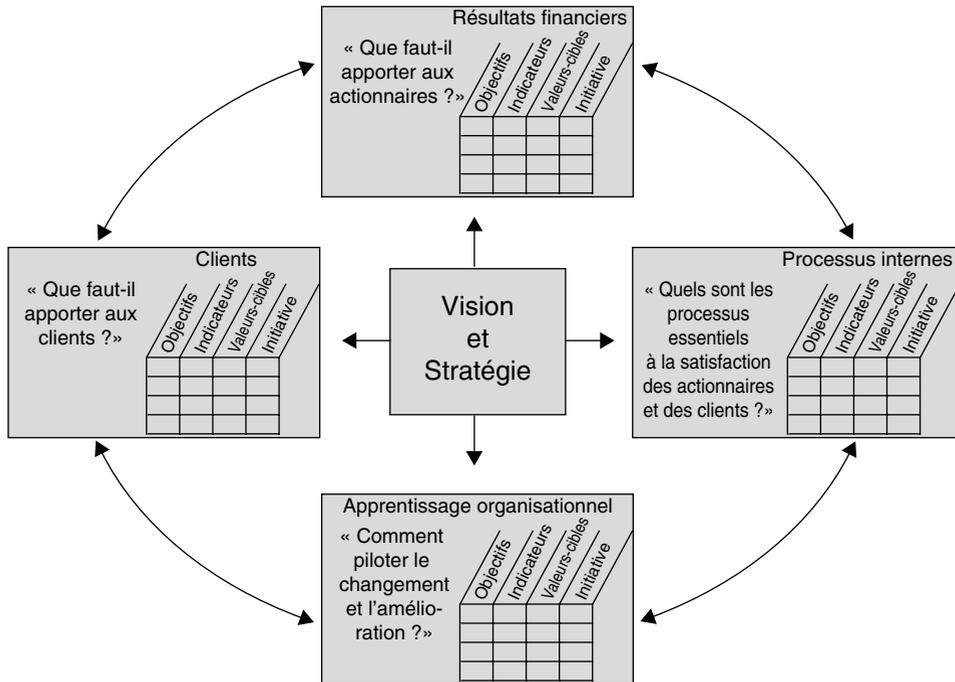 Résultats financiers
« Que faut-il
apporter aux
actionnaires ?»
Objectifs
Indicateurs
Valeurs-cibles
Initiative
Clients
« Que faut-il
apporter aux
clients ?»
Objectifs
Indicateurs
Valeurs-cibles
Initiative
Vision
et
Stratégie
Processus internes
« Quels sont les
processus
essentiels
à la satisfaction
des actionnaires
et des clients ?»
Objectifs
Indicateurs
Valeurs-cibles
Initiative
Apprentissage organisationnel
« Comment
piloter le
changement
et l’amélio-
ration ?»
Objectifs
Indicateurs
Valeurs-cibles
Initiative